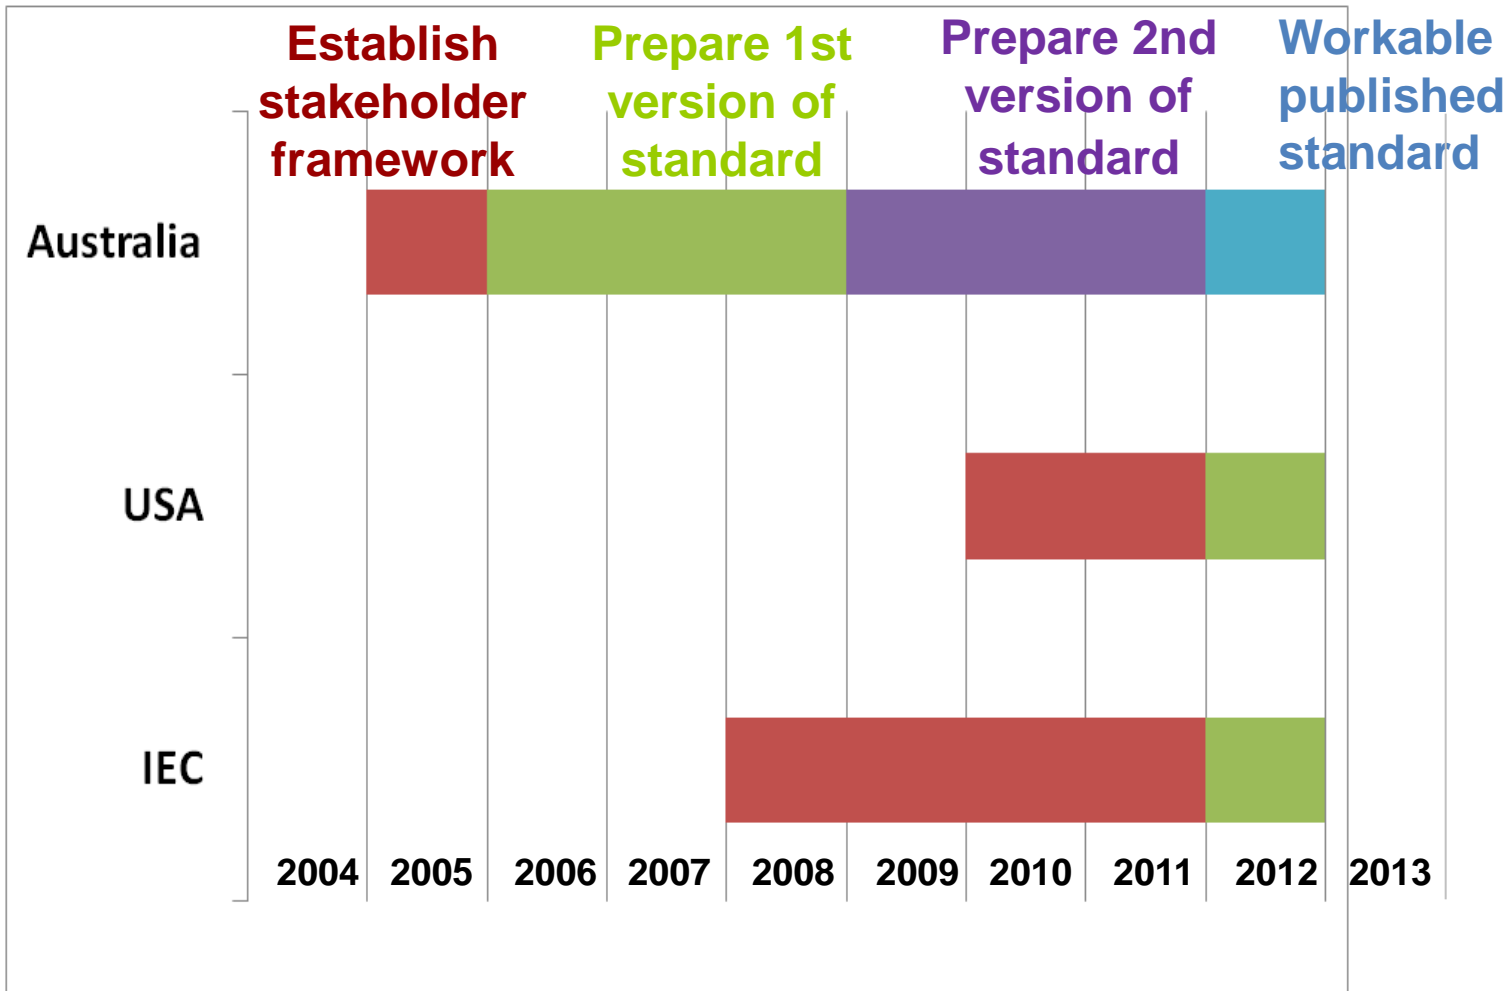 Establish
stakeholder
framework
Prepare 1st
version of
standard
Prepare 2nd
version of
standard
Workable
published
standard
Australia
USA
IEC
2004 2005 2006 2007 2008 2009 2010 2011 2012 2013